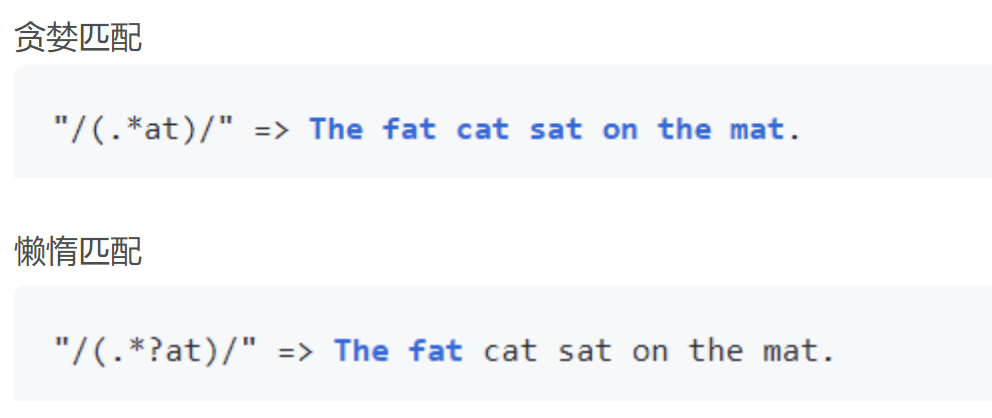 贪婪匹配
"/(.*at)/" => The fat cat sat on the mat.
懒惰匹配
"/(.*?at)/" => The fat cat sat on the mat.